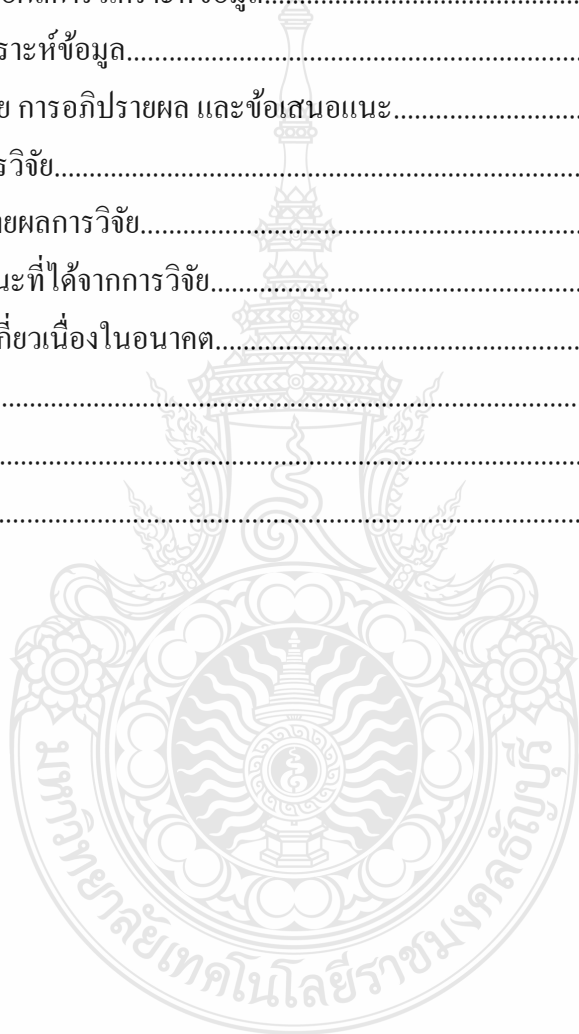 ราะห์ข้อมูล................................................................
ย การอภิปรายผล และข้อเสนอแนะ................................
รวิจัย................................................................
ายผลการวิจัย................................................................
นะที่ได้จากการวิจัย................................................................
กี่ยวเนื่องในอนาคต................................................................
................................................................
................................................................
................................................................
มหาวิทยาลัยเทคโนโลยีราชมงคลธัญบุรี